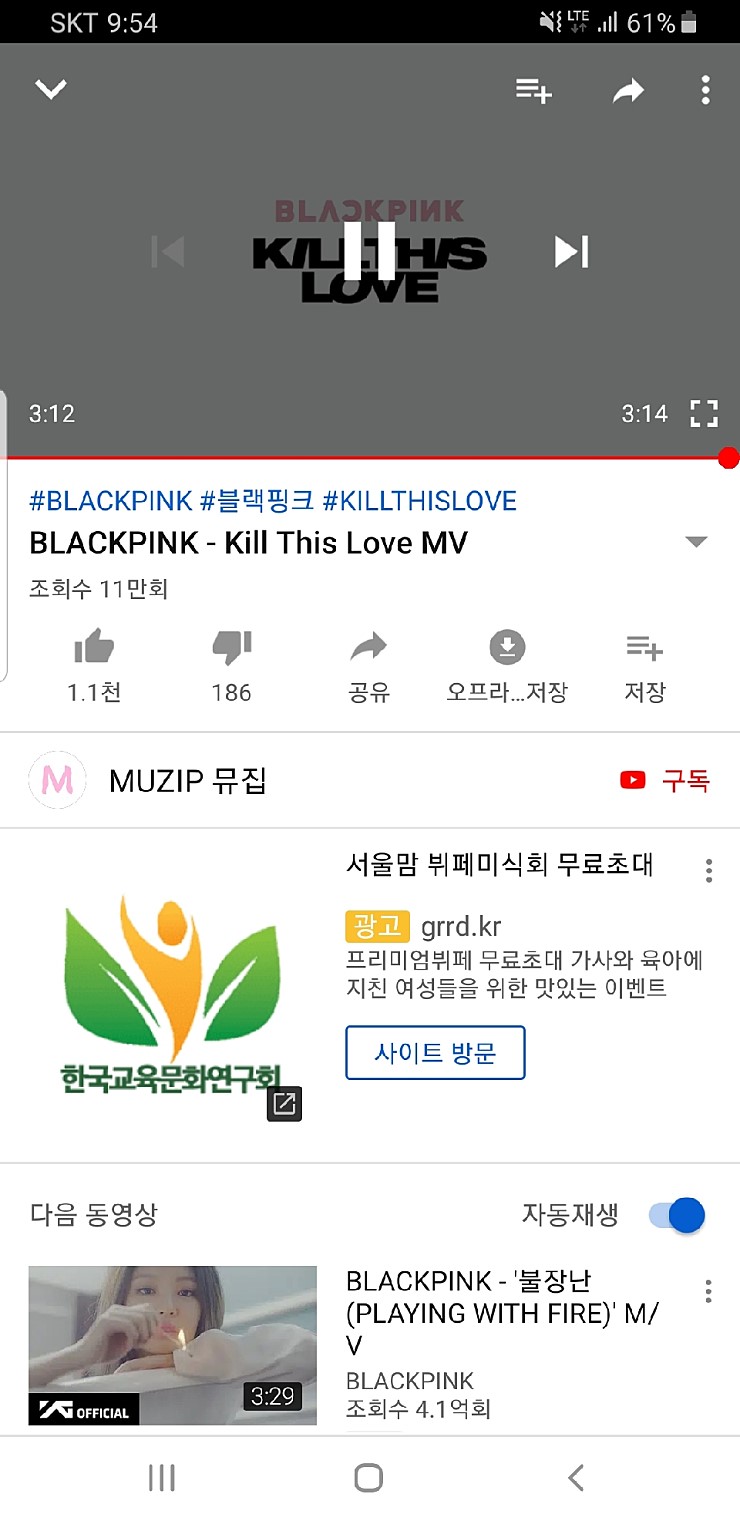 SKT 9:54
LTE 61%
BLACKPINK
KILL THIS
LOVE
3:12
3:14
#BLACKPINK #블랙핑크 #KILLTHISLOVE
BLACKPINK - Kill This Love MV
조회수 11만회
1.1천
186
공유
오프라...저장
저장
M
MUZIP 뮤집
구독
서울맘 뷔페미식회 무료초대
광고 grrd.kr
프리미엄뷔페 무료초대 가사와 육아에
지친 여성들을 위한 맛있는 이벤트
사이트 방문
한국교육문화연구회
다음 동영상
자동재생
BLACKPINK - '불장난
(PLAYING WITH FIRE)' M/
V
BLACKPINK
조회수 4.1억회
3:29
YG OFFICIAL